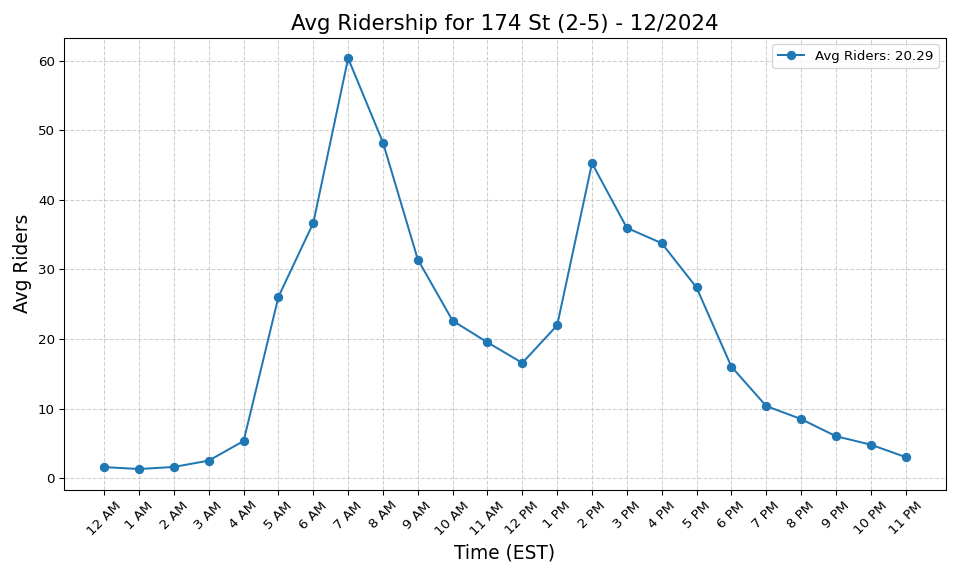 Avg Ridership for 174 St (2-5) - 12/2024
Avg Riders: 20.29
Avg Riders
60
50
40
30
20
10
0
12 AM
1 AM
2 AM
3 AM
4 AM
5 AM
6 AM
7 AM
8 AM
9 AM
10 AM
11 AM
12 PM
1 PM
2 PM
3 PM
4 PM
5 PM
6 PM
7 PM
8 PM
9 PM
10 PM
11 PM
Time (EST)